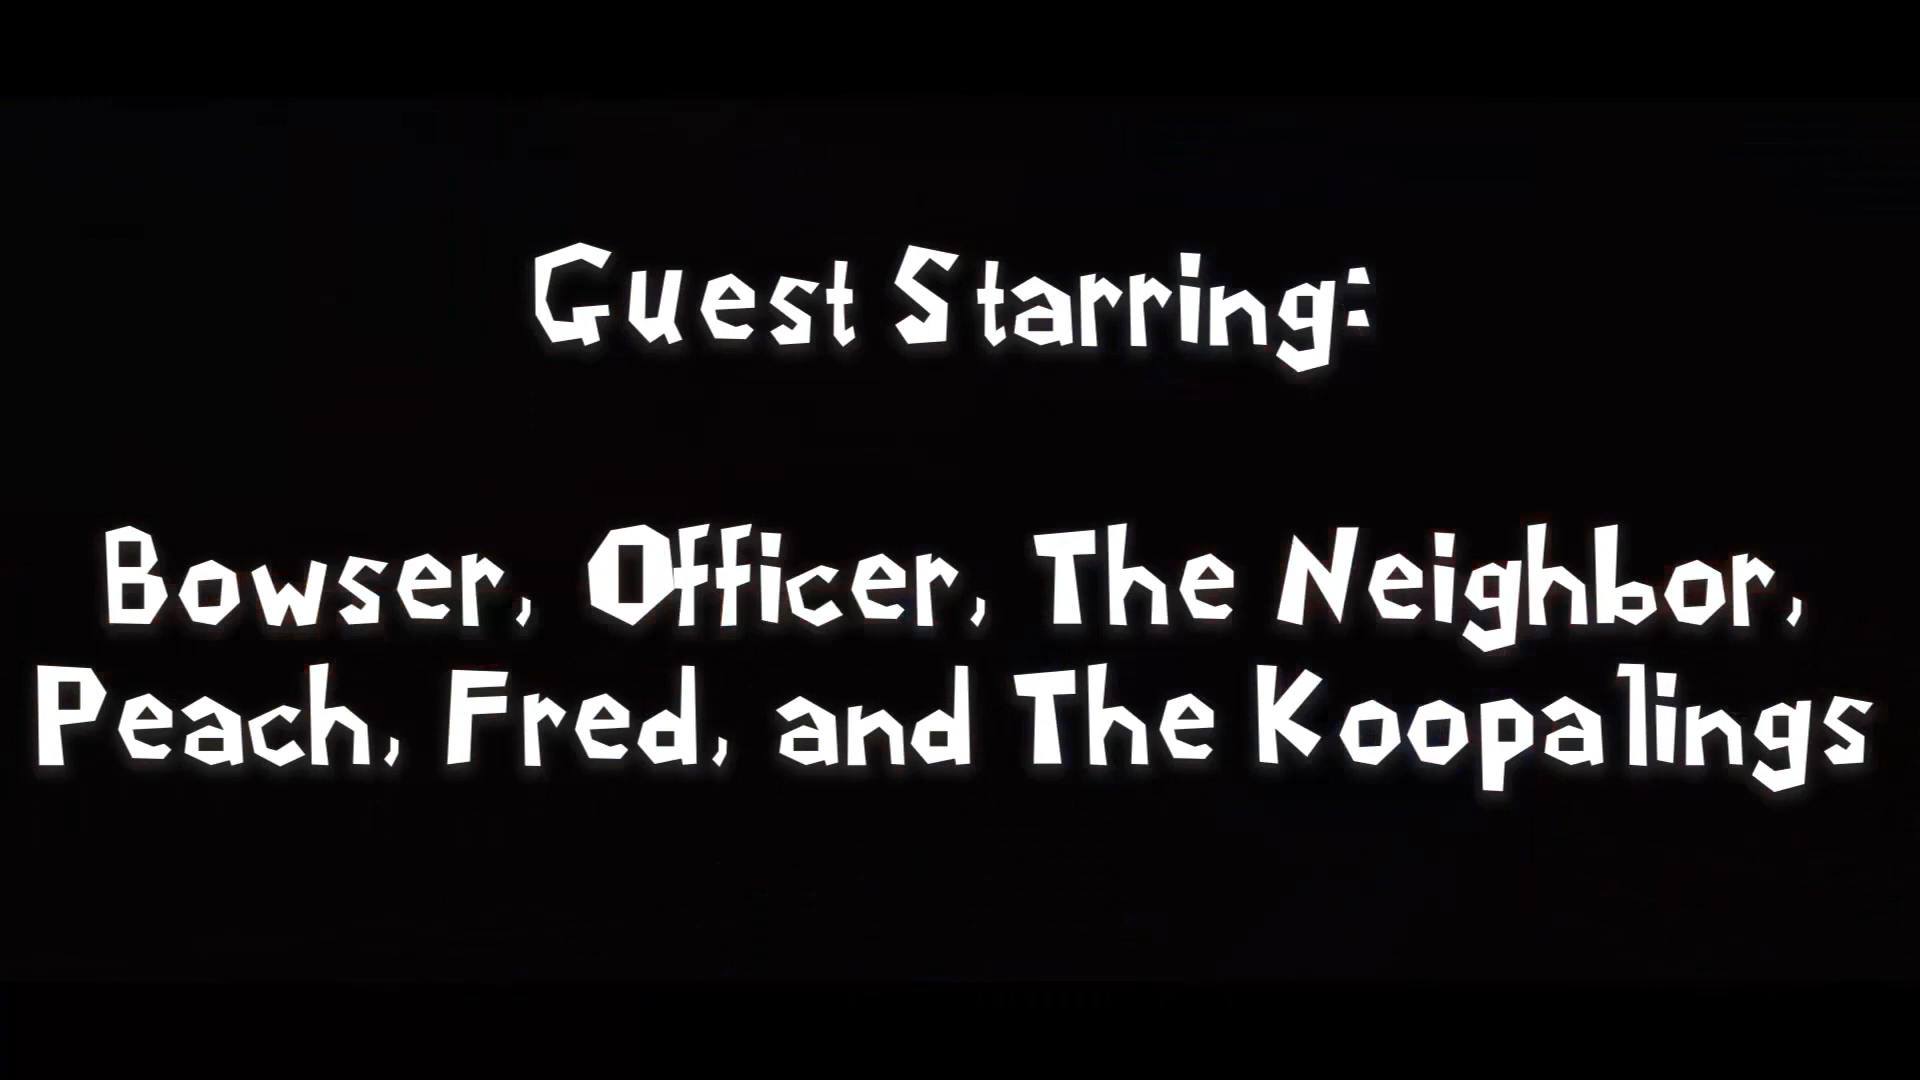 Guest Starring:
Bowser, Officer, The Neighbor,
Peach, Fred, and The Koopalings